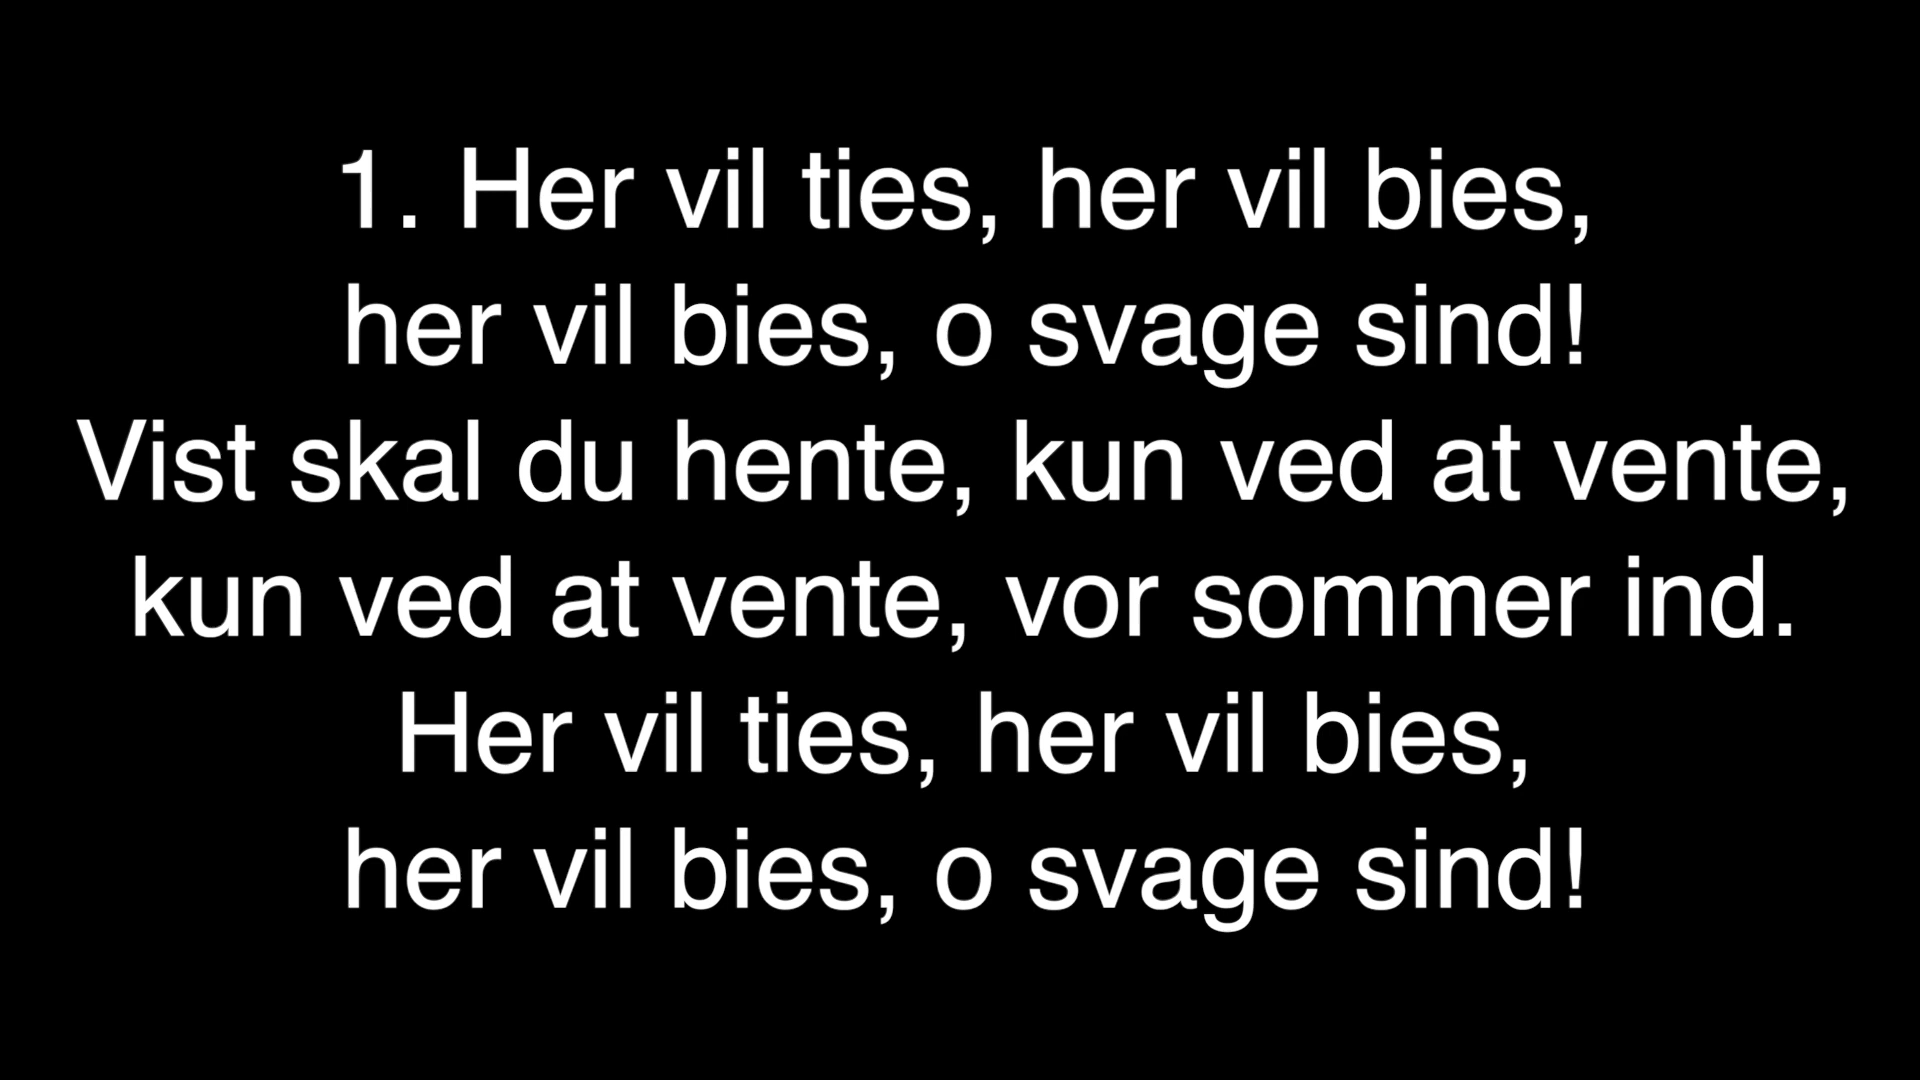 1. Her vil ties, her vil bies,
her vil bies, o svage sind!
Vist skal du hente, kun ved at vente,
kun ved at vente, vor sommer ind.
Her vil ties, her vil bies,
her vil bies, o svage sind!